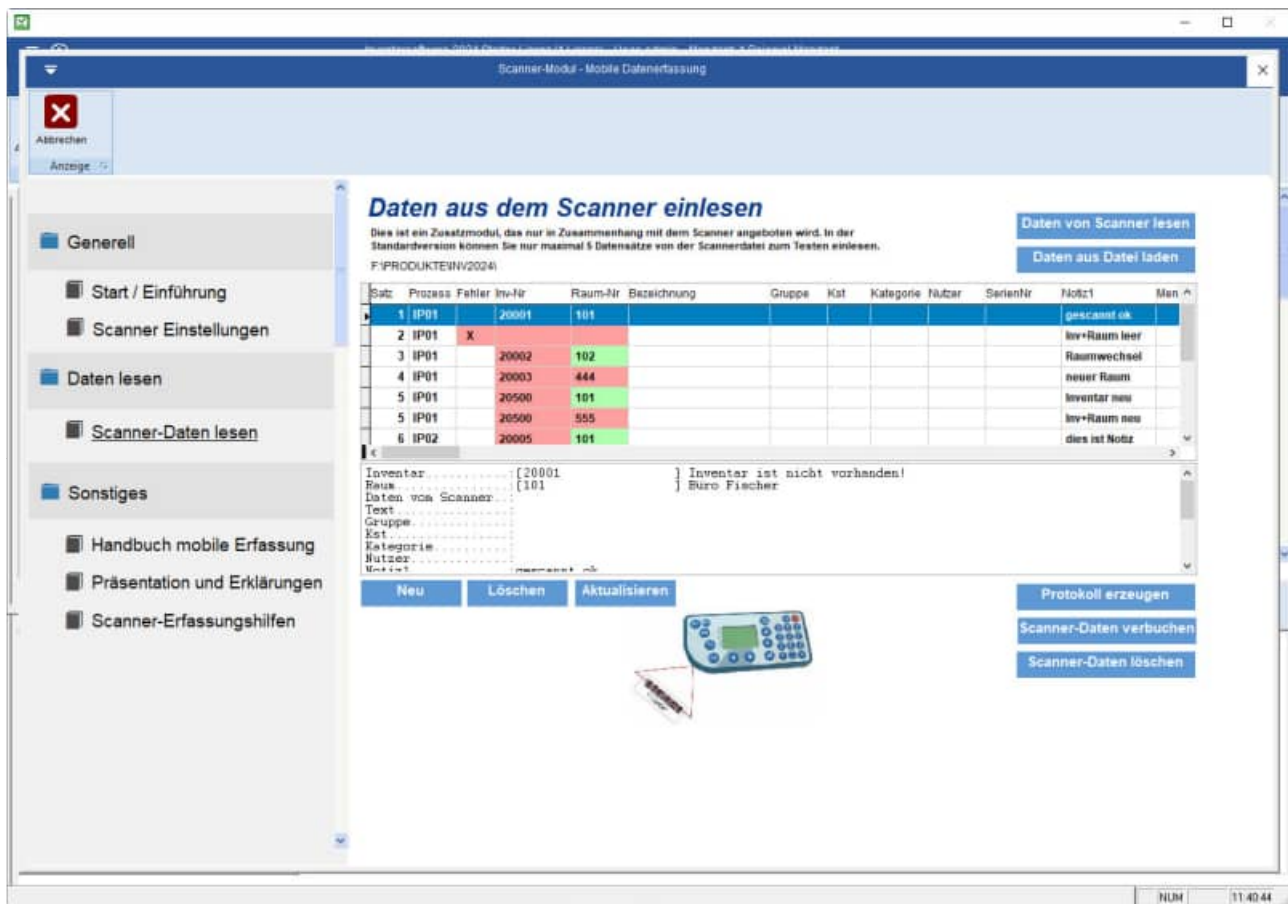 Scanner-Modul - Mobile Datenerfassung
Abbrechen
Anzeige
Generell
Start / Einführung
Scanner Einstellungen
Daten lesen
Scanner-Daten lesen
Sonstiges
Handbuch mobile Erfassung
Präsentation und Erklärungen
Scanner-Erfassungshilfen
Daten aus dem Scanner einlesen
Dies ist ein Zusatzmodul, das nur in Zusammenhang mit dem Scanner angeboten wird. In der
Standardversion können Sie nur maximal 5 Datensätze von der Scannerdatei zum Testen einlesen.
F:\PRODUKTE\INV2024\
Daten von Scanner lesen
Daten aus Datei laden
Satz Prozess Fehler Inv-Nr Raum-Nr Bezeichnung Gruppe Kst Kategorie Nutzer SerienNr Notiz1 Men
1 IP01 20001 101 gescannt ok
2 IP01 X Inv+Raum leer
3 IP01 20002 102 Raumwechsel
4 IP01 20003 444 neuer Raum
5 IP01 20500 101 Inventar neu
5 IP01 20500 555 Inv+Raum neu
6 IP02 20005 101 dies ist Notiz
Inventar..........:[20001 ] Inventar ist nicht vorhanden!
Raum..............:[101 ] Büro Fischer
Daten vom Scanner..:
Text..............:
Gruppe............:
Kst...............:
Kategorie.........:
Nutzer............:
Notiz1............:gescannt ok
Neu Löschen Aktualisieren
Protokoll erzeugen
Scanner-Daten verbuchen
Scanner-Daten löschen
NUM 11:40:44